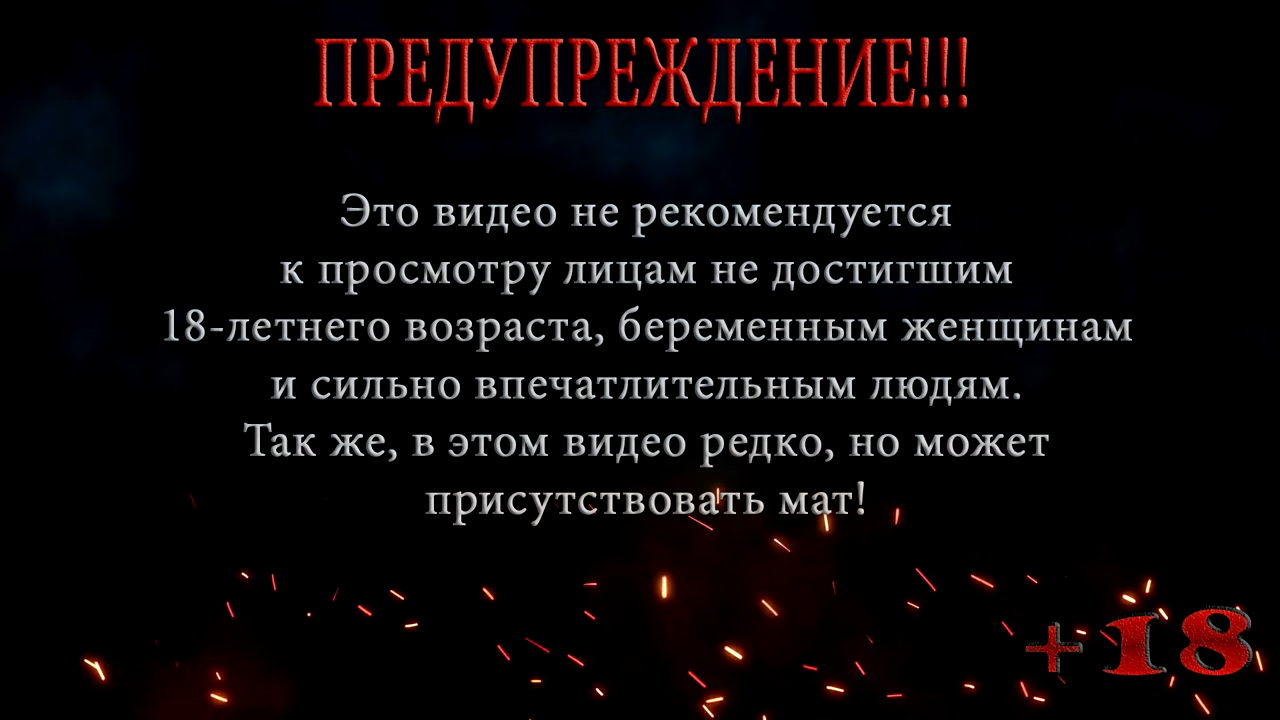 ПРЕДУПРЕЖДЕНИЕ!!!
Это видео не рекомендуется
к просмотру лицам не достигшим
18-летнего возраста, беременным женщинам
и сильно впечатлительным людям.
Так же, в этом видео редко, но может
присутствовать мат!
+18